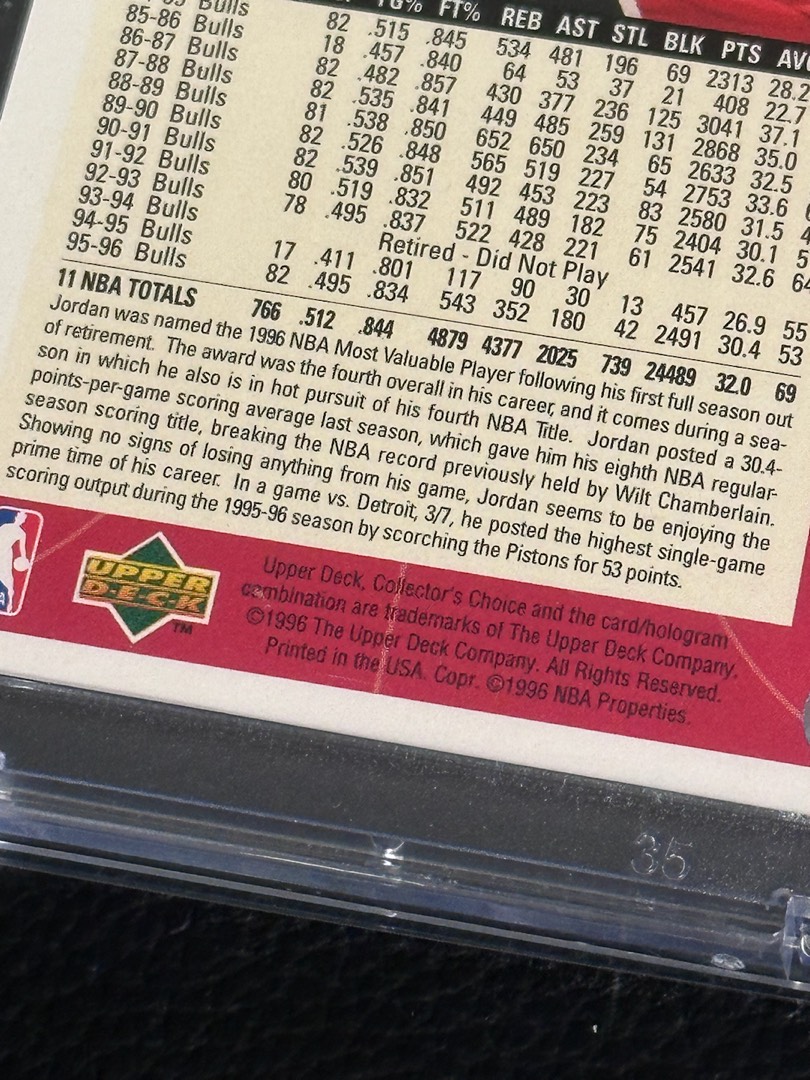 FG% FT% REB AST STL BLK PTS
Bulls 82 .515 .845 534 481 196 69 2313 28.2
85-86 Bulls 18 .457 .840 64 53 37 21 408 22.7
86-87 Bulls 82 .482 .857 430 377 236 125 3041 37.1
87-88 Bulls 82 .535 .841 449 485 259 131 2868 35.0
88-89 Bulls 81 .538 .850 652 650 234 65 2633 32.5
89-90 Bulls 82 .526 .848 565 519 227 54 2753 33.6
90-91 Bulls 82 .539 .851 492 453 223 83 2580 31.5
91-92 Bulls 80 .519 .832 511 489 182 75 2404 30.1
92-93 Bulls 78 .495 .837 522 428 221 61 2541 32.6 64
93-94 Bulls Retired - Did Not Play
94-95 Bulls 17 .411 .801 117 90 30 13 457 26.9 55
95-96 Bulls 82 .495 .834 543 352 180 42 2491 30.4 53
11 NBA TOTALS 766 .512 .844 4879 4377 2025 739 24489 32.0 69
Jordan was named the 1996 NBA Most Valuable Player following his first full season out
of retirement. The award was the fourth overall in his career, and it comes during a sea-
son in which he also is in hot pursuit of his fourth NBA Title. Jordan posted a 30.4-
points-per-game scoring average last season, which gave him his eighth NBA regular-
season scoring title, breaking the NBA record previously held by Wilt Chamberlain.
Showing no signs of losing anything from his game, Jordan seems to be enjoying the
prime time of his career. In a game vs. Detroit, 3/7, he posted the highest single-game
scoring output during the 1995-96 season by scorching the Pistons for 53 points.
UPPER
DECK
TM
Upper Deck, Collector's Choice and the card/hologram
combination are trademarks of The Upper Deck Company.
©1996 The Upper Deck Company. All Rights Reserved.
Printed in the USA. Copr. ©1996 NBA Properties.
35